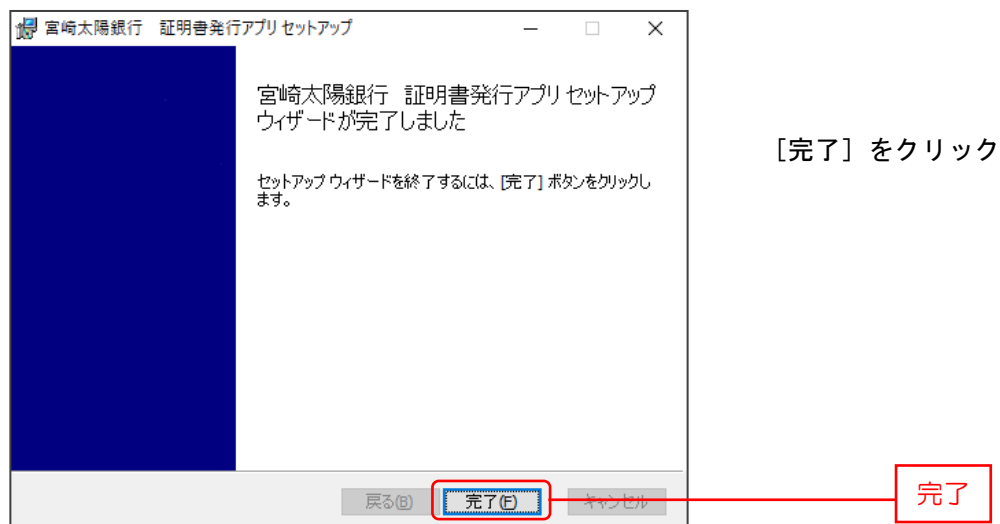 宮崎太陽銀行　証明書発行アプリ セットアップ
宮崎太陽銀行　証明書発行アプリ セットアップ
ウィザードが完了しました
［完了］をクリック
セットアップ ウィザードを終了するには、[完了] ボタンをクリックし
ます。
戻る(B) 完了(F) キャンセル
完了